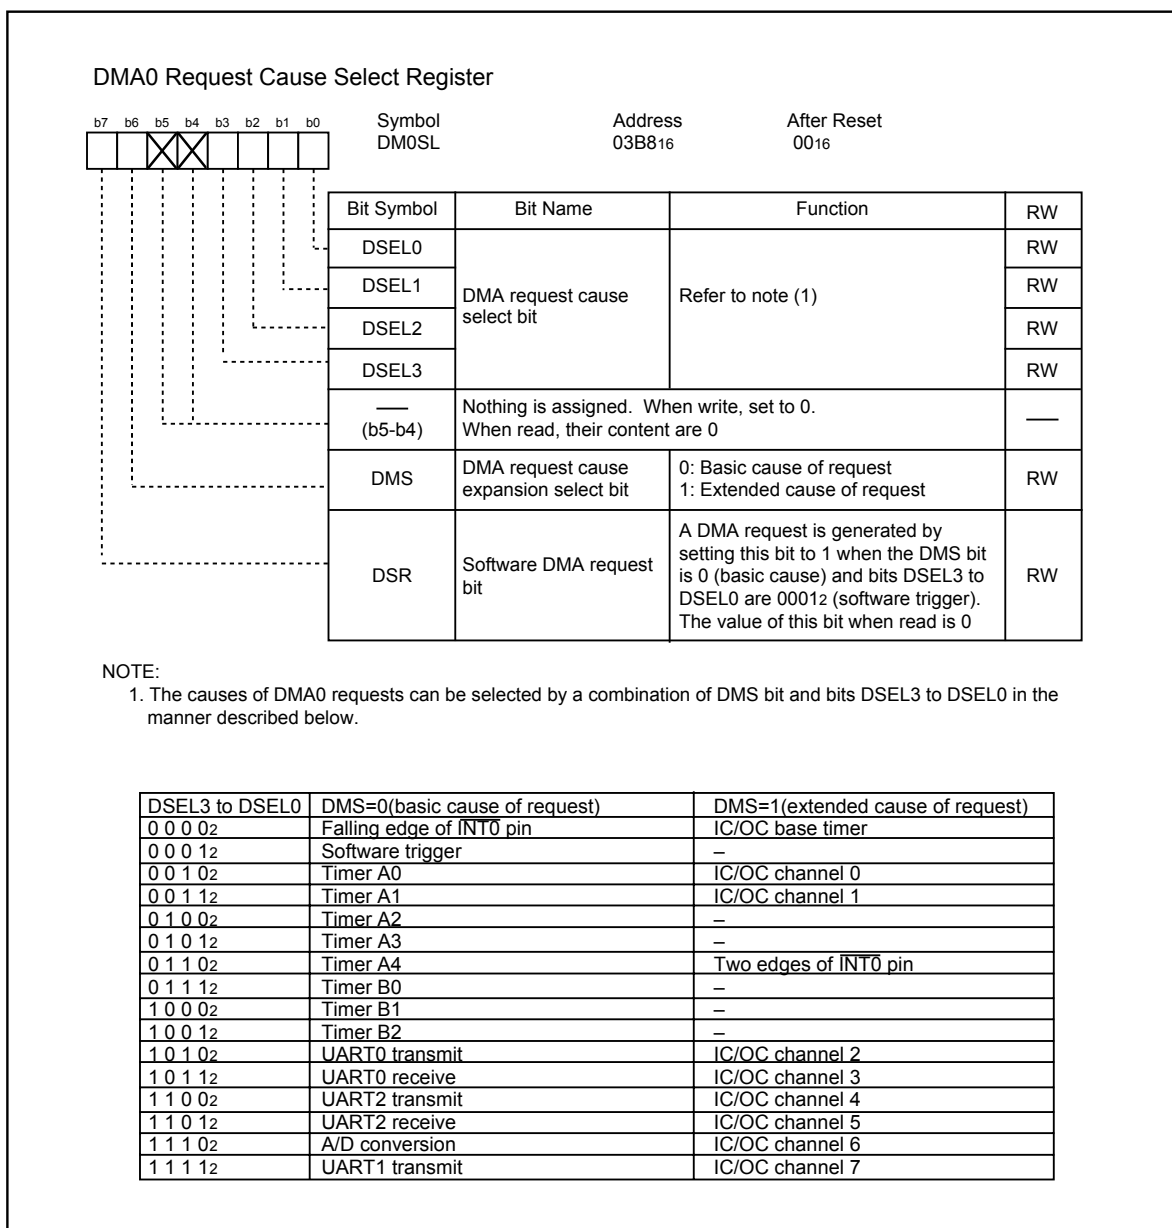 DMA0 Request Cause Select Register
b7 b6 b5 b4 b3 b2 b1 b0
Symbol Address After Reset
DM0SL 03B816 0016
Bit Symbol Bit Name Function RW
DSEL0 RW
DSEL1 RW
DSEL2 RW
DSEL3 RW
DMA request cause
select bit
Refer to note (1)
—
(b5-b4)
Nothing is assigned. When write, set to 0.
When read, their content are 0
—
DMS
DMA request cause
expansion select bit
0: Basic cause of request
1: Extended cause of request
RW
DSR
Software DMA request
bit
A DMA request is generated by
setting this bit to 1 when the DMS bit
is 0 (basic cause) and bits DSEL3 to
DSEL0 are 00012 (software trigger).
The value of this bit when read is 0
RW
NOTE:
1. The causes of DMA0 requests can be selected by a combination of DMS bit and bits DSEL3 to DSEL0 in the
manner described below.
DSEL3 to DSEL0 DMS=0(basic cause of request) DMS=1(extended cause of request)
0 0 0 02 Falling edge of INT0 pin IC/OC base timer
0 0 0 12 Software trigger –
0 0 1 02 Timer A0 IC/OC channel 0
0 0 1 12 Timer A1 IC/OC channel 1
0 1 0 02 Timer A2 –
0 1 0 12 Timer A3 –
0 1 1 02 Timer A4 Two edges of INT0 pin
0 1 1 12 Timer B0 –
1 0 0 02 Timer B1 –
1 0 0 12 Timer B2 –
1 0 1 02 UART0 transmit IC/OC channel 2
1 0 1 12 UART0 receive IC/OC channel 3
1 1 0 02 UART2 transmit IC/OC channel 4
1 1 0 12 UART2 receive IC/OC channel 5
1 1 1 02 A/D conversion IC/OC channel 6
1 1 1 12 UART1 transmit IC/OC channel 7